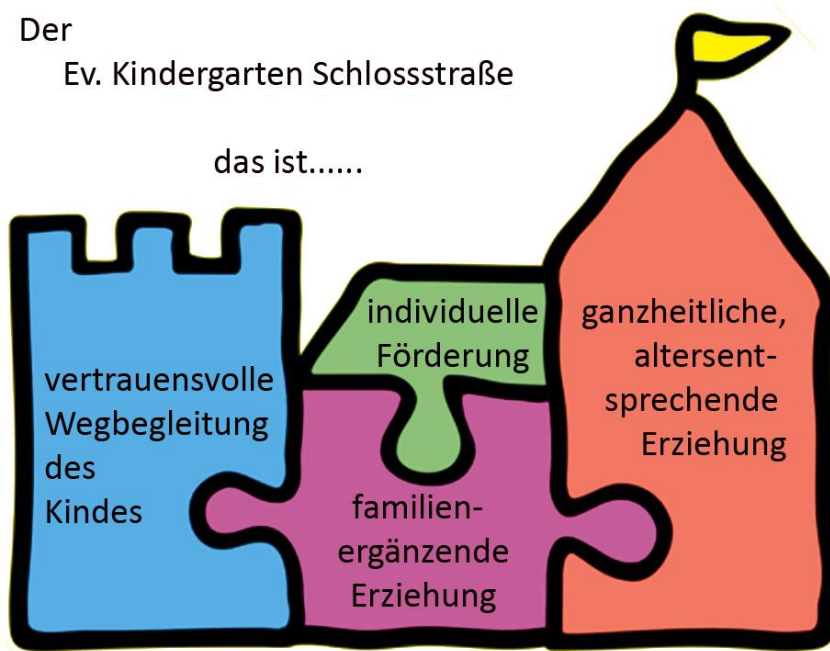 Der
Ev. Kindergarten Schlossstraße
das ist......
vertrauensvolle
Wegbegleitung
des
Kindes
individuelle
Förderung
familien-
ergänzende
Erziehung
ganzheitliche,
altersent-
sprechende
Erziehung